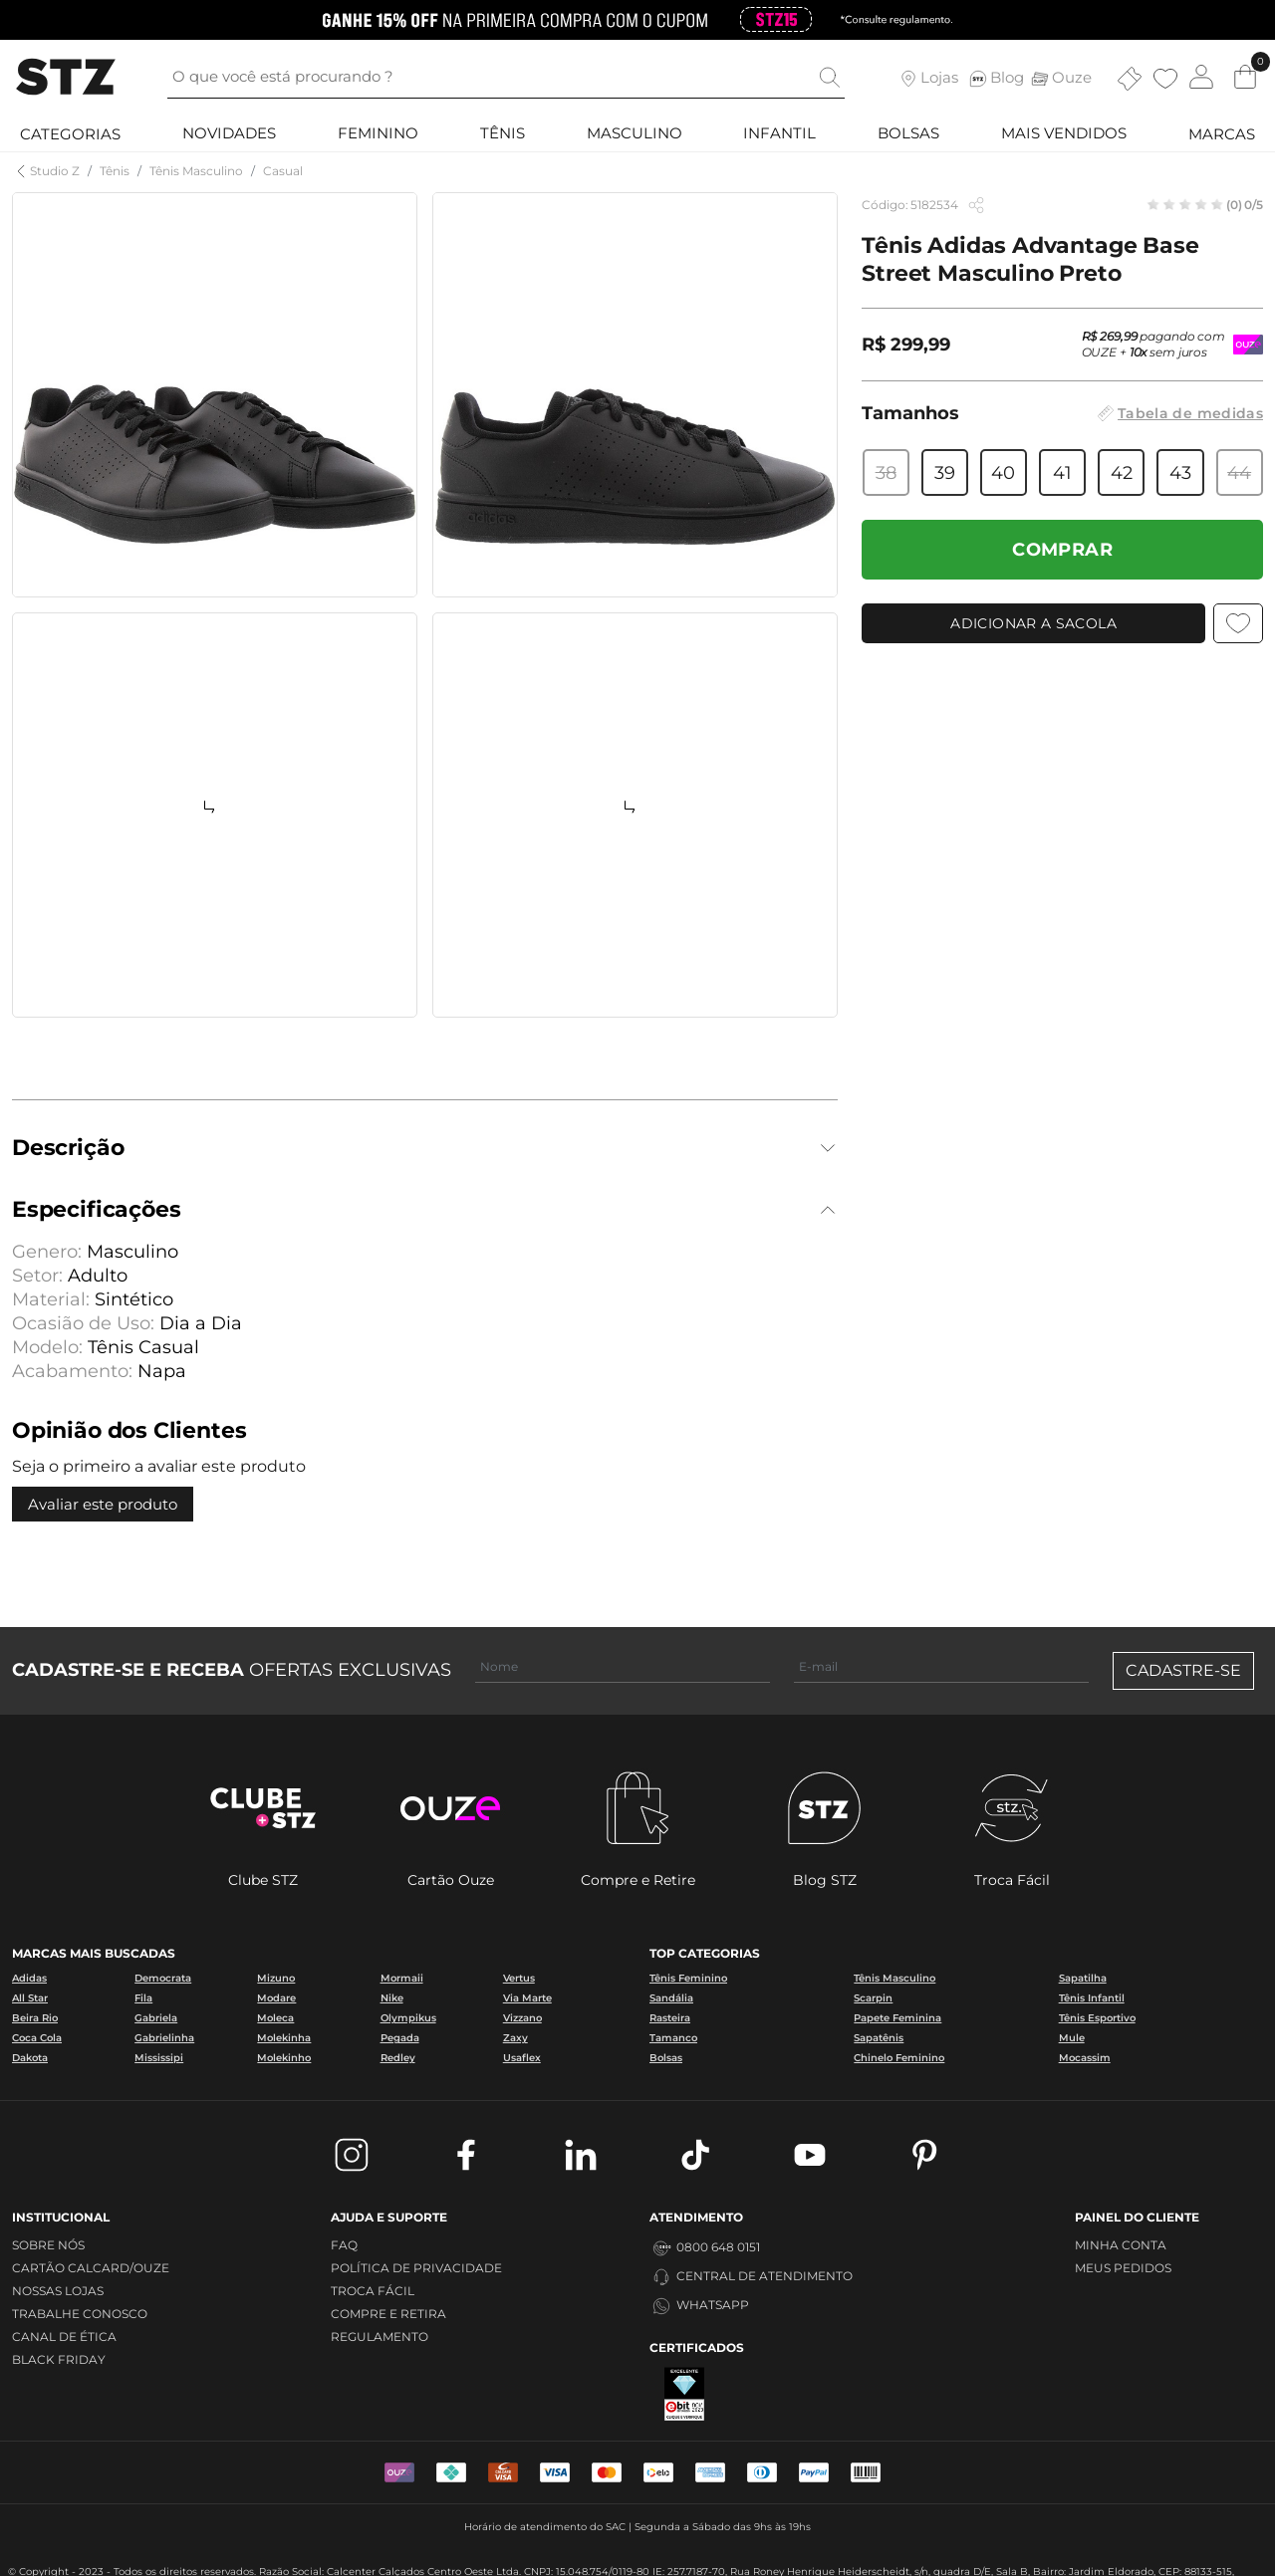 GANHE 15% OFF NA PRIMEIRA COMPRA COM O CUPOM STZ15 *Consulte regulamento.
STZ
O que você está procurando ?
Lojas STZ Blog Ouze 0
CATEGORIAS NOVIDADES FEMININO TÊNIS MASCULINO INFANTIL BOLSAS MAIS VENDIDOS MARCAS
Studio Z / Tênis / Tênis Masculino / Casual
Código: 5182534 (0) 0/5
Tênis Adidas Advantage Base
Street Masculino Preto
R$ 299,99
R$ 269,99 pagando com
OUZE + 10x sem juros
OUZE
Tamanhos Tabela de medidas
38 39 40 41 42 43 44
COMPRAR
ADICIONAR A SACOLA
adidas
Descrição
Especificações
Genero: Masculino
Setor: Adulto
Material: Sintético
Ocasião de Uso: Dia a Dia
Modelo: Tênis Casual
Acabamento: Napa
Opinião dos Clientes
Seja o primeiro a avaliar este produto
Avaliar este produto
CADASTRE-SE E RECEBA OFERTAS EXCLUSIVAS Nome E-mail CADASTRE-SE
CLUBE
+STZ
ouze
STZ
stz.
Clube STZ Cartão Ouze Compre e Retire Blog STZ Troca Fácil
MARCAS MAIS BUSCADAS TOP CATEGORIAS
Adidas Democrata Mizuno Mormaii Vertus Tênis Feminino Tênis Masculino Sapatilha
All Star Fila Modare Nike Via Marte Sandália Scarpin Tênis Infantil
Beira Rio Gabriela Moleca Olympikus Vizzano Rasteira Papete Feminina Tênis Esportivo
Coca Cola Gabrielinha Molekinha Pegada Zaxy Tamanco Sapatênis Mule
Dakota Mississipi Molekinho Redley Usaflex Bolsas Chinelo Feminino Mocassim
INSTITUCIONAL
SOBRE NÓS
CARTÃO CALCARD/OUZE
NOSSAS LOJAS
TRABALHE CONOSCO
CANAL DE ÉTICA
BLACK FRIDAY
AJUDA E SUPORTE
FAQ
POLÍTICA DE PRIVACIDADE
TROCA FÁCIL
COMPRE E RETIRA
REGULAMENTO
ATENDIMENTO
0800 648 0151
CENTRAL DE ATENDIMENTO
WHATSAPP
CERTIFICADOS
EXCELENTE
ebit
CLIQUE E VERIFIQUE
PAINEL DO CLIENTE
MINHA CONTA
MEUS PEDIDOS
OUZ VISA VISA elo PayPal
Horário de atendimento do SAC | Segunda a Sábado das 9hs às 19hs
© Copyright - 2023 - Todos os direitos reservados. Razão Social: Calcenter Calçados Centro Oeste Ltda. CNPJ: 15.048.754/0119-80 IE: 257.7187-70, Rua Roney Henrique Heiderscheidt, s/n, quadra D/E, Sala B, Bairro: Jardim Eldorado, CEP: 88133-515,